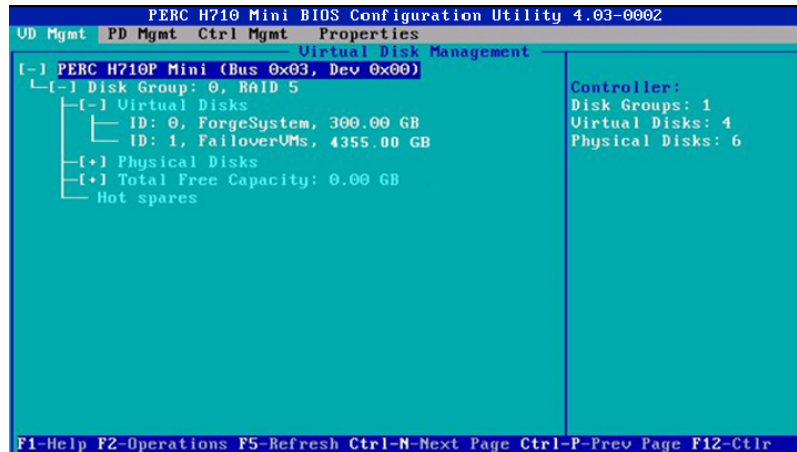 PERC H710 Mini BIOS Configuration Utility 4.03-0002
VD Mgmt PD Mgmt Ctrl Mgmt Properties
Virtual Disk Management
[-] PERC H710P Mini (Bus 0x03, Dev 0x00)
[-] Disk Group: 0, RAID 5
[-] Virtual Disks
ID: 0, ForgeSystem, 300.00 GB
ID: 1, FailoverVMs, 4355.00 GB
[+] Physical Disks
[+] Total Free Capacity: 0.00 GB
Hot spares
Controller:
Disk Groups: 1
Virtual Disks: 4
Physical Disks: 6
F1-Help F2-Operations F5-Refresh Ctrl-N-Next Page Ctrl-P-Prev Page F12-Ctlr